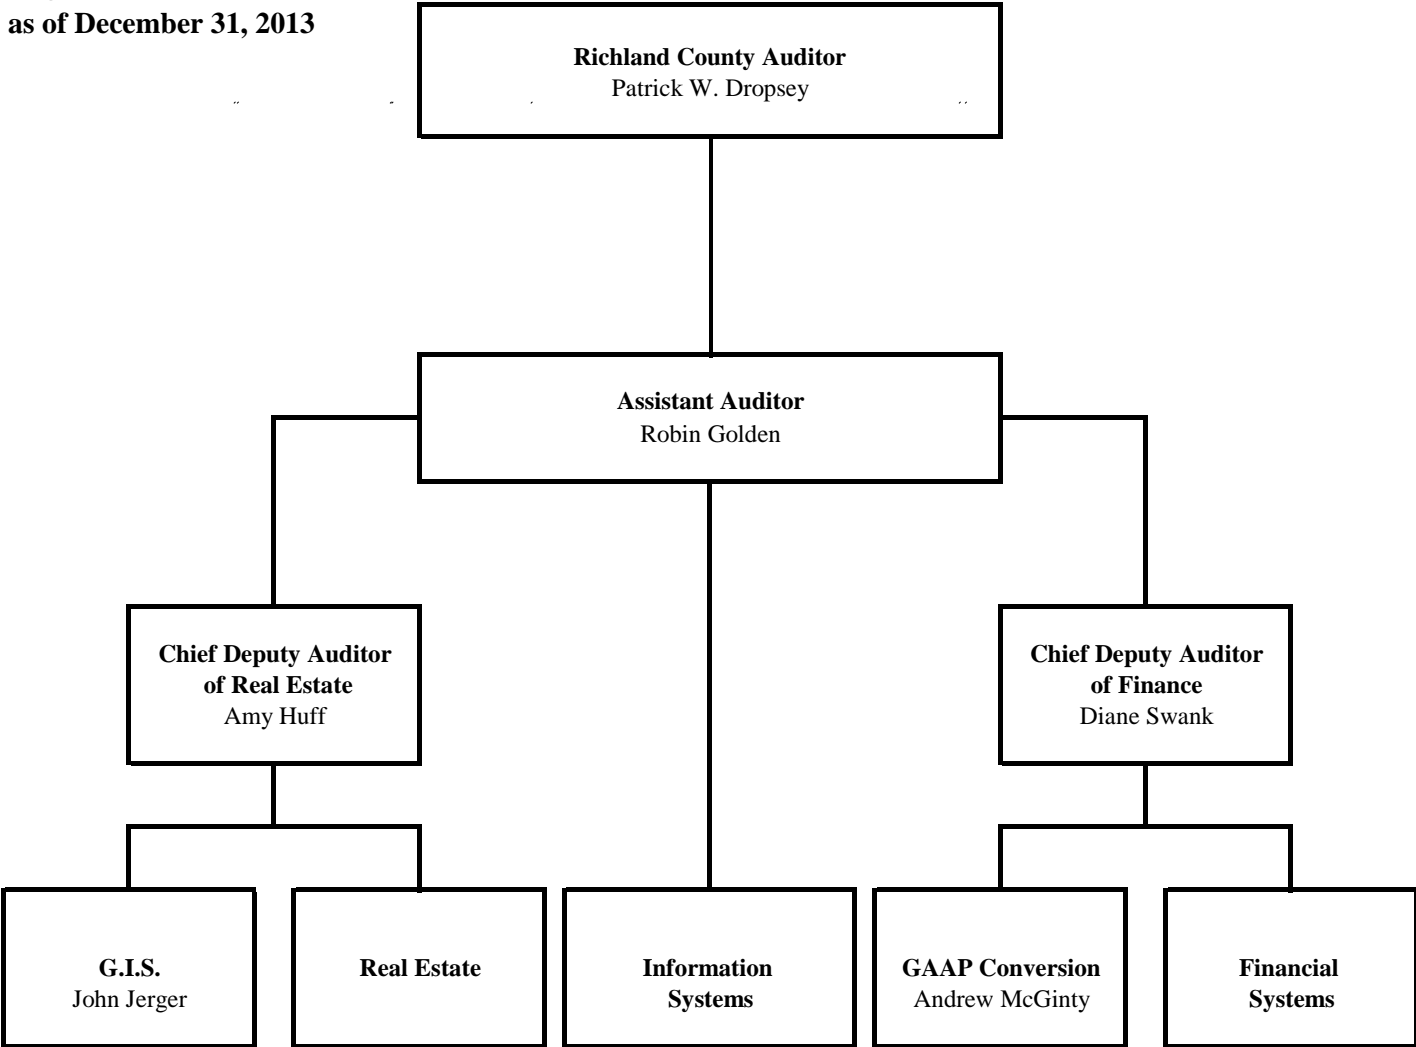 as of December 31, 2013
Richland County Auditor
Patrick W. Dropsey
Assistant Auditor
Robin Golden
Chief Deputy Auditor
of Real Estate
Amy Huff
Chief Deputy Auditor
of Finance
Diane Swank
G.I.S.
John Jerger
Real Estate
Information
Systems
GAAP Conversion
Andrew McGinty
Financial
Systems